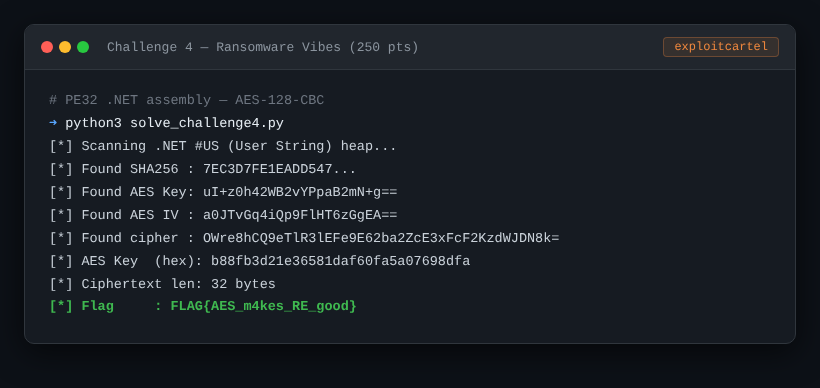 Challenge 4 — Ransomware Vibes (250 pts)
exploitcartel
# PE32 .NET assembly — AES-128-CBC
➜ python3 solve_challenge4.py
[*] Scanning .NET #US (User String) heap...
[*] Found SHA256 : 7EC3D7FE1EADD547...
[*] Found AES Key: uI+z0h42WB2vYPpaB2mN+g==
[*] Found AES IV : a0JTvGq4iQp9FlHT6zGgEA==
[*] Found cipher : OWre8hCQ9eTlR3lEFe9E62ba2ZcE3xFcF2KzdWJDN8k=
[*] AES Key  (hex): b88fb3d21e36581daf60fa5a07698dfa
[*] Ciphertext len: 32 bytes
[*] Flag     : FLAG{AES_m4kes_RE_good}